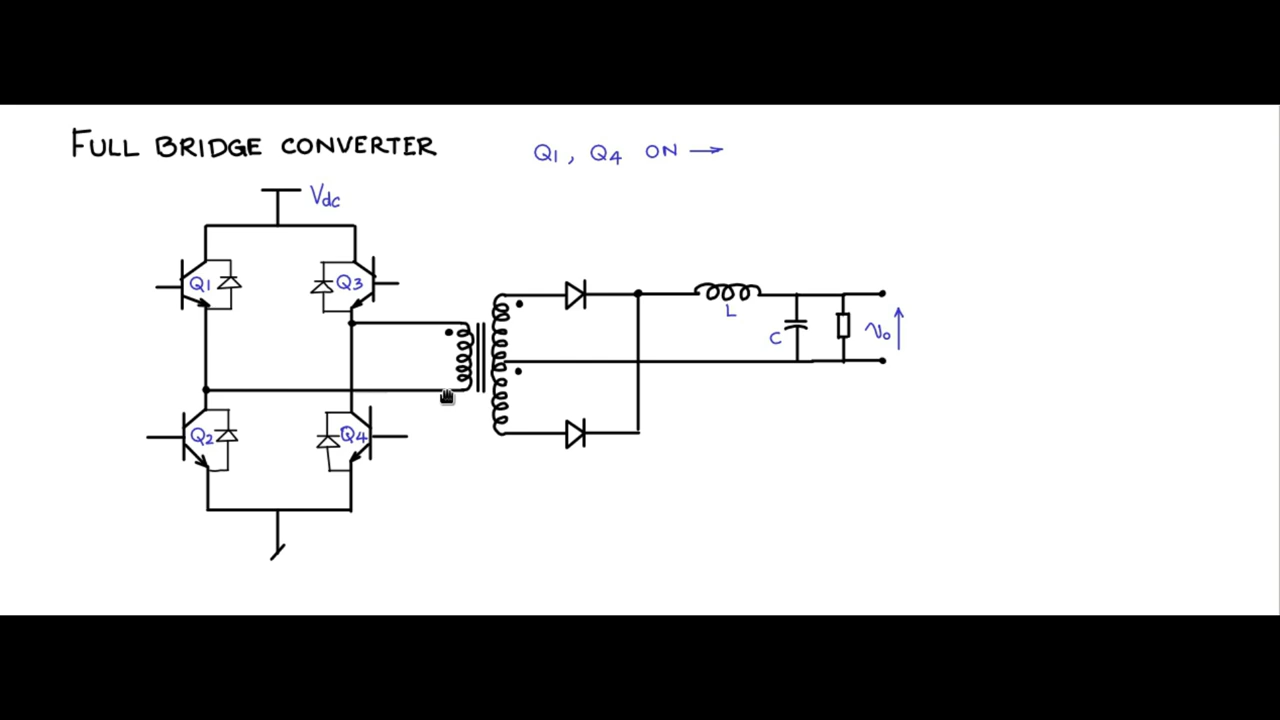 FULL BRIDGE CONVERTER
Q1, Q4 ON →
Vdc
Q1
Q3
L
C
Vo
Q2
Q4